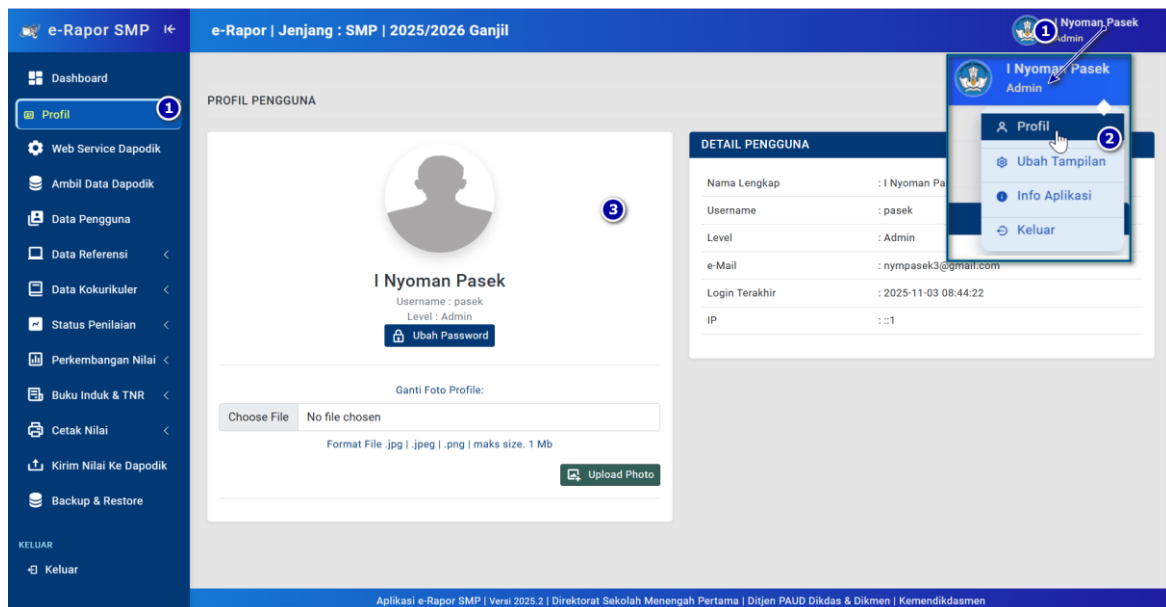 e-Rapor SMP
e-Rapor | Jenjang : SMP | 2025/2026 Ganjil
1
I Nyoman Pasek
Admin
Dashboard
Profil
1
Web Service Dapodik
Ambil Data Dapodik
Data Pengguna
Data Referensi
Data Kokurikuler
Status Penilaian
Perkembangan Nilai
Buku Induk & TNR
Cetak Nilai
Kirim Nilai Ke Dapodik
Backup & Restore
KELUAR
Keluar
PROFIL PENGGUNA
3
I Nyoman Pasek
Username : pasek
Level : Admin
Ubah Password
Ganti Foto Profile:
Choose File No file chosen
Format File .jpg | .jpeg | .png | maks size. 1 Mb
Upload Photo
DETAIL PENGGUNA
Nama Lengkap : I Nyoman Pa
Username : pasek
Level : Admin
e-Mail : nympasek3@gmail.com
Login Terakhir : 2025-11-03 08:44:22
IP : ::1
I Nyoman Pasek
Admin
Profil
2
Ubah Tampilan
Info Aplikasi
Keluar
Aplikasi e-Rapor SMP | Versi 2025.2 | Direktorat Sekolah Menengah Pertama | Ditjen PAUD Dikdas & Dikmen | Kemendikdasmen